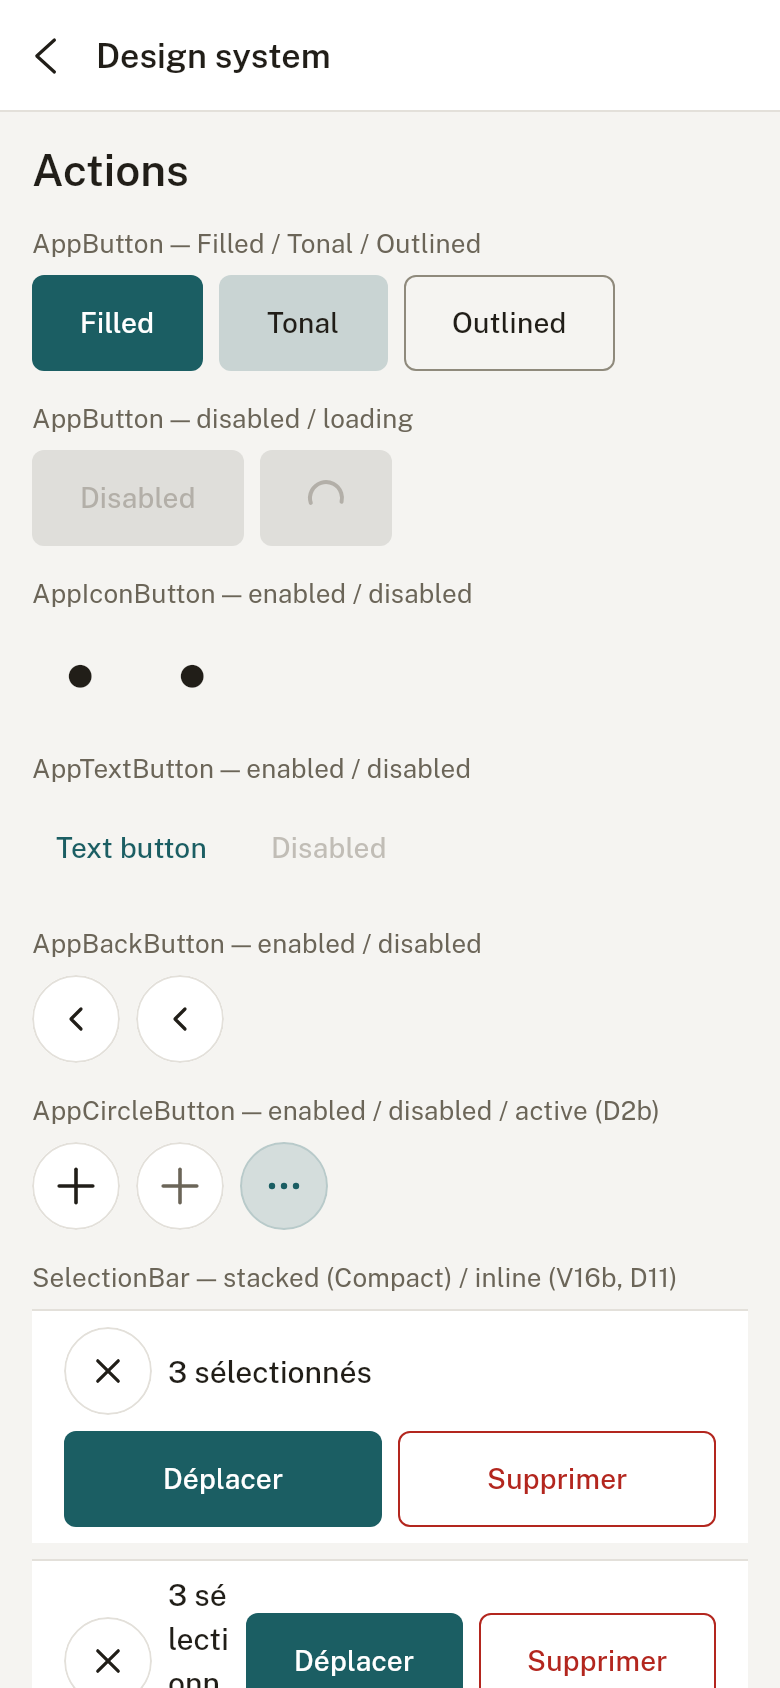 Design system
Actions
AppButton — Filled / Tonal / Outlined
Filled
Tonal
Outlined
AppButton — disabled / loading
Disabled
AppIconButton — enabled / disabled
AppTextButton — enabled / disabled
Text button
Disabled
AppBackButton — enabled / disabled
AppCircleButton — enabled / disabled / active (D2b)
SelectionBar — stacked (Compact) / inline (V16b, D11)
3 sélectionnés
Déplacer
Supprimer
3 sé
lecti
onn
Déplacer
Supprimer